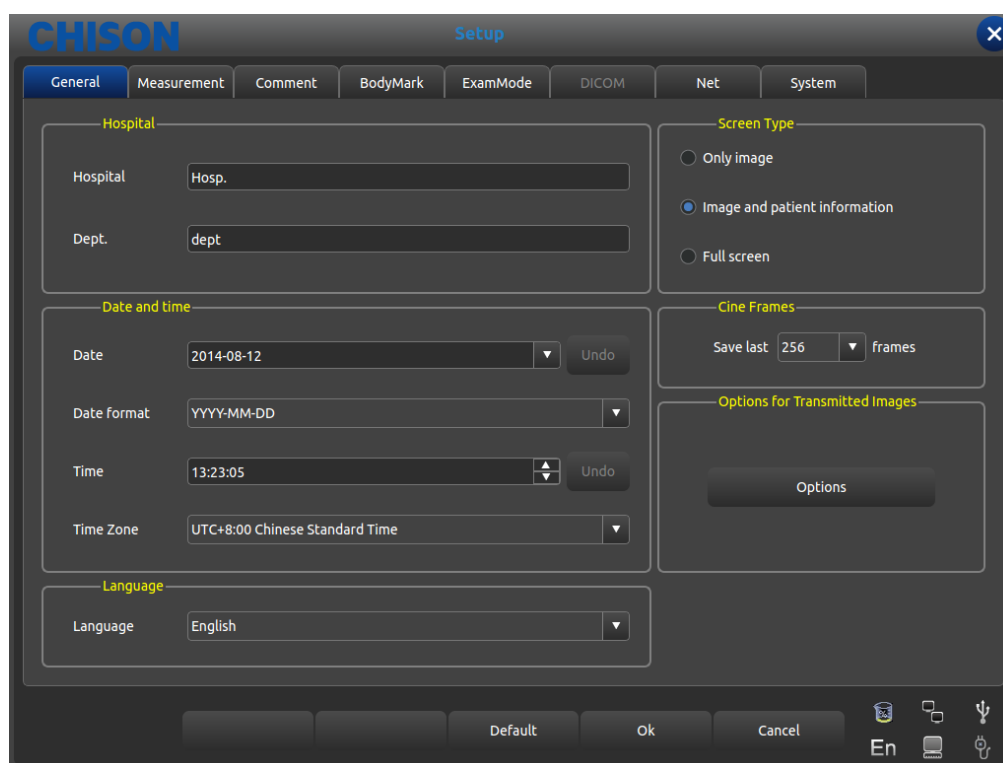 CHISON
Setup
General Measurement Comment BodyMark ExamMode DICOM Net System
Hospital
Hospital Hosp.
Dept. dept
Screen Type
Only image
Image and patient information
Full screen
Date and time
Date 2014-08-12 Undo
Date format YYYY-MM-DD
Time 13:23:05 Undo
Time Zone UTC+8:00 Chinese Standard Time
Cine Frames
Save last 256 frames
Options for Transmitted Images
Options
Language
Language English
Default Ok Cancel
En